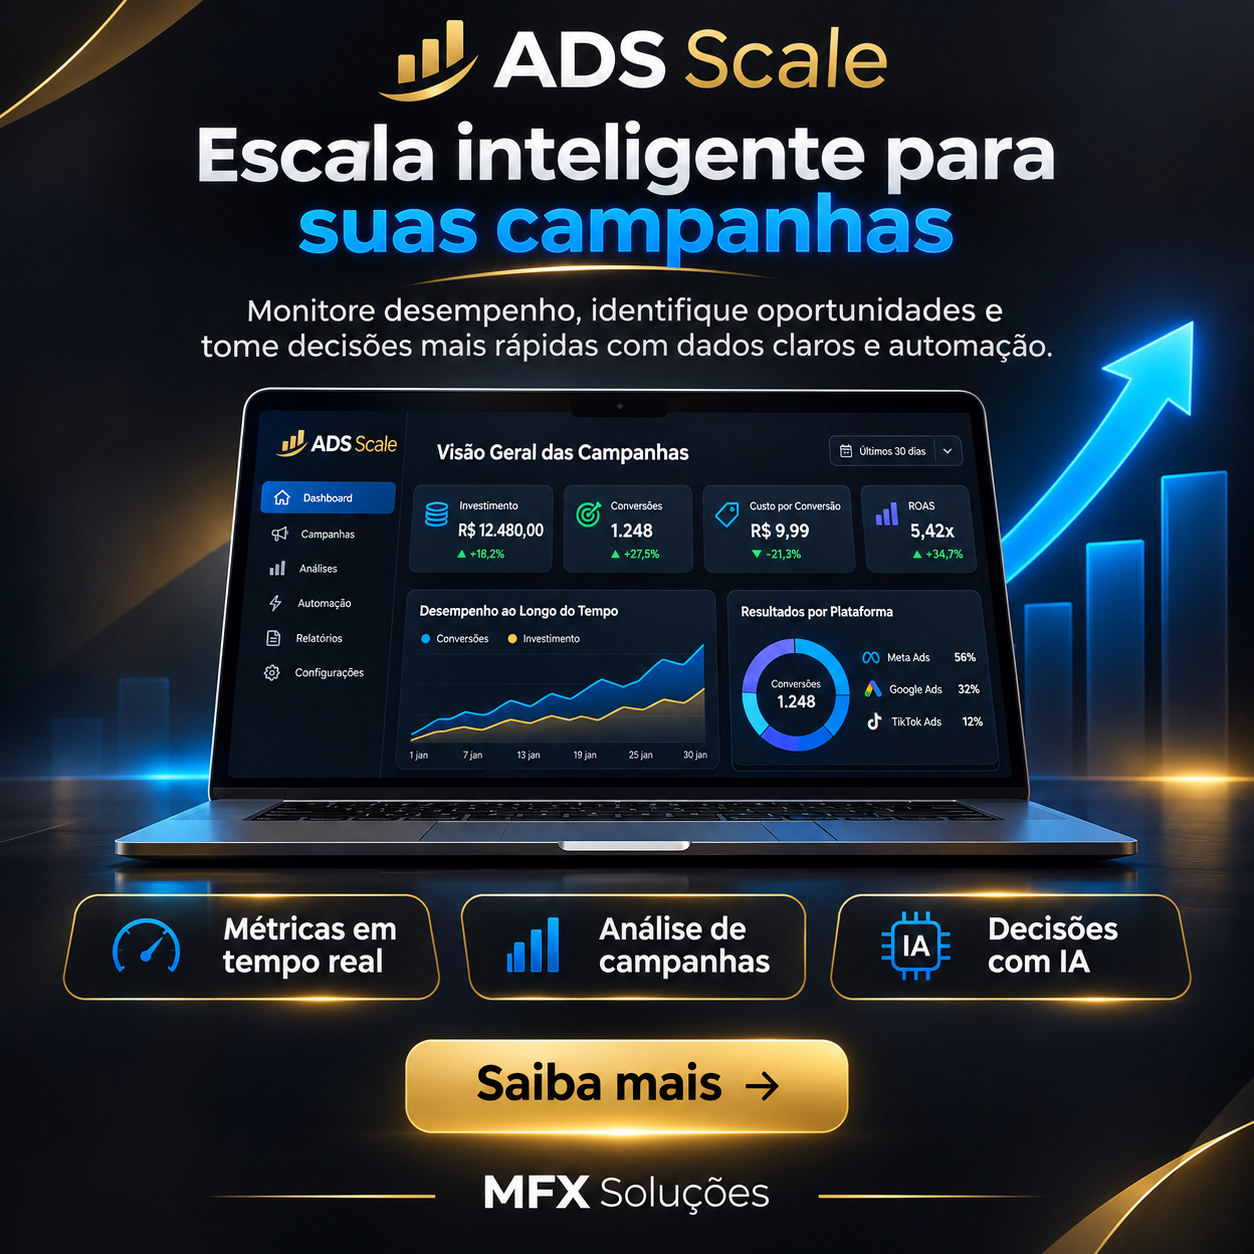 ADS Scale
Escala inteligente para
suas campanhas
Monitore desempenho, identifique oportunidades e
tome decisões mais rápidas com dados claros e automação.
ADS Scale
Dashboard
Campanhas
Análises
Automação
Relatórios
Configurações
Visão Geral das Campanhas
Últimos 30 dias
Investimento
R$ 12.480,00
▲ +18,2%
Conversões
1.248
▲ +27,5%
Custo por Conversão
R$ 9,99
▼ -21,3%
ROAS
5,42x
▲ +34,7%
Desempenho ao Longo do Tempo
Conversões
Investimento
1 jan 7 jan 13 jan 19 jan 25 jan 30 jan
Resultados por Plataforma
Conversões
1.248
Meta Ads 56%
Google Ads 32%
TikTok Ads 12%
Métricas em
tempo real
Análise de
campanhas
IA
Decisões
com IA
Saiba mais →
MFX Soluções